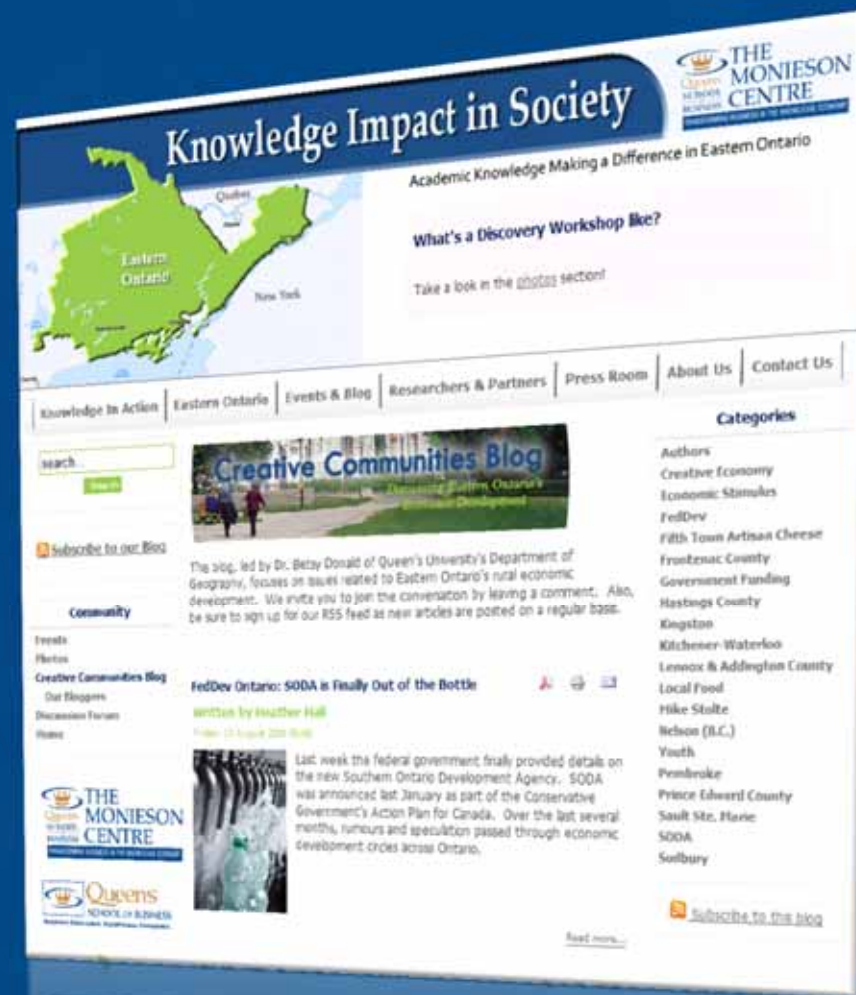 THE
MONIESON
CENTRE
Queen's
SCHOOL OF BUSINESS
Knowledge Impact in Society
Quebec
Eastern
Ontario
New York
Academic Knowledge Making a Difference in Eastern Ontario
What's a Discovery Workshop like?
Take a look in the photos section!
Knowledge In Action
Eastern Ontario
Events & Blog
Researchers & Partners
Press Room
About Us
Contact Us
search...
Search
Subscribe to our Blog
Community
Events
Photos
Creative Communities Blog
Our Bloggers
Discussion Forum
Home
THE
MONIESON
CENTRE
Queens
SCHOOL OF BUSINESS
Creative Communities Blog
Discussing Eastern Ontario's
Economic Development
The blog, led by Dr. Betsy Donald of Queen's University's Department of
Geography, focuses on issues related to Eastern Ontario's rural economic
development. We invite you to join the conversation by leaving a comment. Also,
be sure to sign up for our RSS feed as new articles are posted on a regular basis.
FedDev Ontario: SODA is Finally Out of the Bottle
Written by Heather Hall
Last week the federal government finally provided details on
the new Southern Ontario Development Agency. SODA
was announced last January as part of the Conservative
Government's Action Plan for Canada. Over the last several
months, rumours and speculation passed through economic
development circles across Ontario.
Read more...
Categories
Authors
Creative Economy
Economic Stimulus
FedDev
Fifth Town Artisan Cheese
Frontenac County
Government Funding
Hastings County
Kingston
Kitchener-Waterloo
Lennox & Addington County
Local Food
Mike Stolte
Nelson (B.C.)
Youth
Pembroke
Prince Edward County
Sault Ste. Marie
SODA
Sudbury
Subscribe to this blog